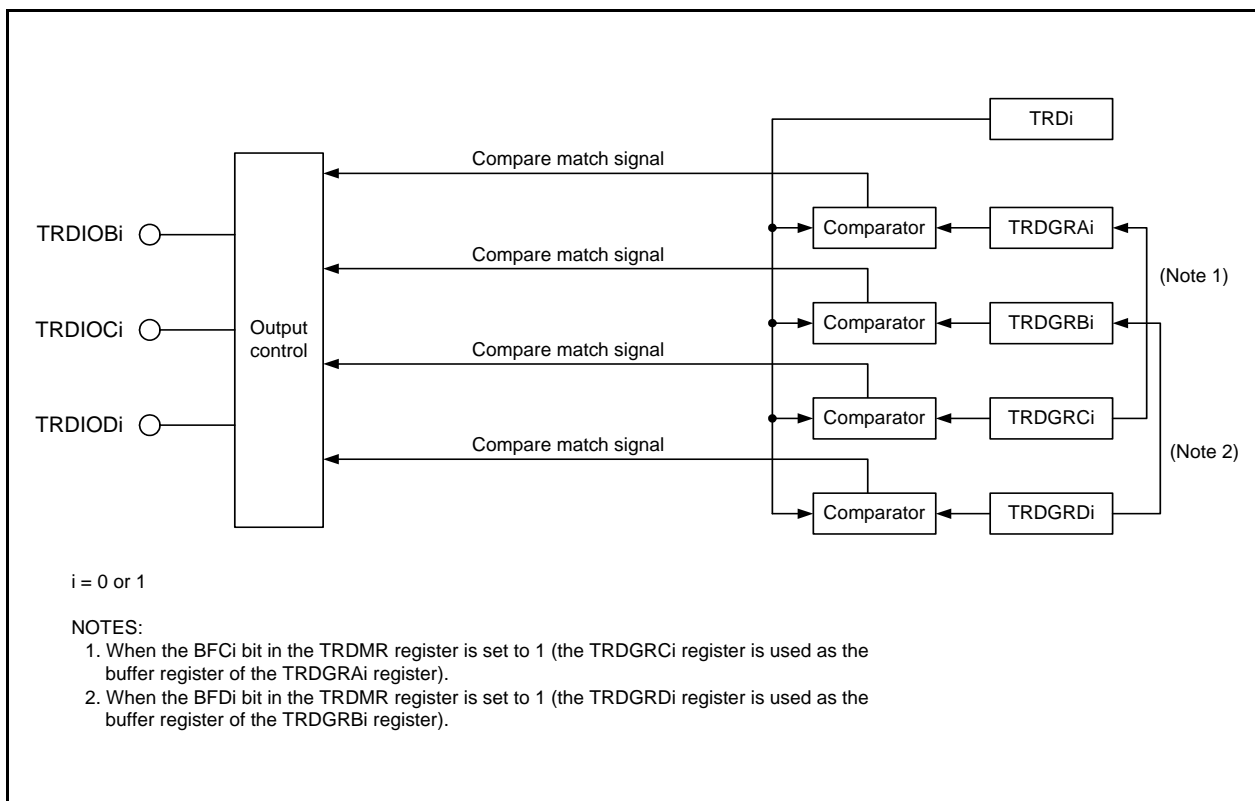 TRDi
Compare match signal
Comparator
TRDGRAi
TRDIOBi
Compare match signal
(Note 1)
Comparator
TRDGRBi
TRDIOCi
Output
control
Compare match signal
Comparator
TRDGRCi
TRDIODi
Compare match signal
(Note 2)
Comparator
TRDGRDi
i = 0 or 1
NOTES:
1. When the BFCi bit in the TRDMR register is set to 1 (the TRDGRCi register is used as the
buffer register of the TRDGRAi register).
2. When the BFDi bit in the TRDMR register is set to 1 (the TRDGRDi register is used as the
buffer register of the TRDGRBi register).